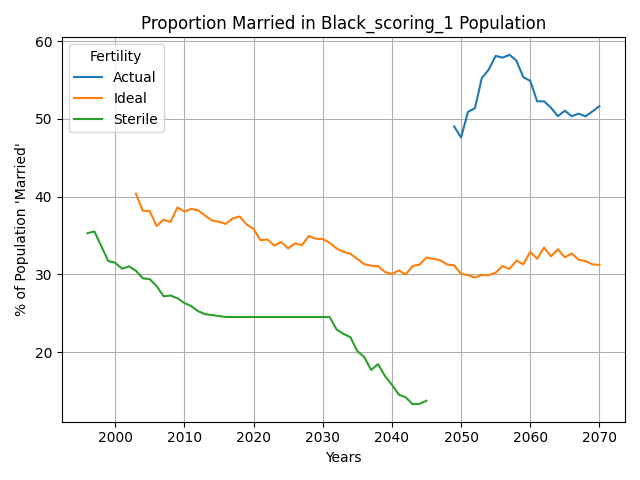 Proportion Married in Black_scoring_1 Population
Fertility
Actual
Ideal
Sterile
% of Population 'Married'
60
50
40
30
20
2000 2010 2020 2030 2040 2050 2060 2070
Years